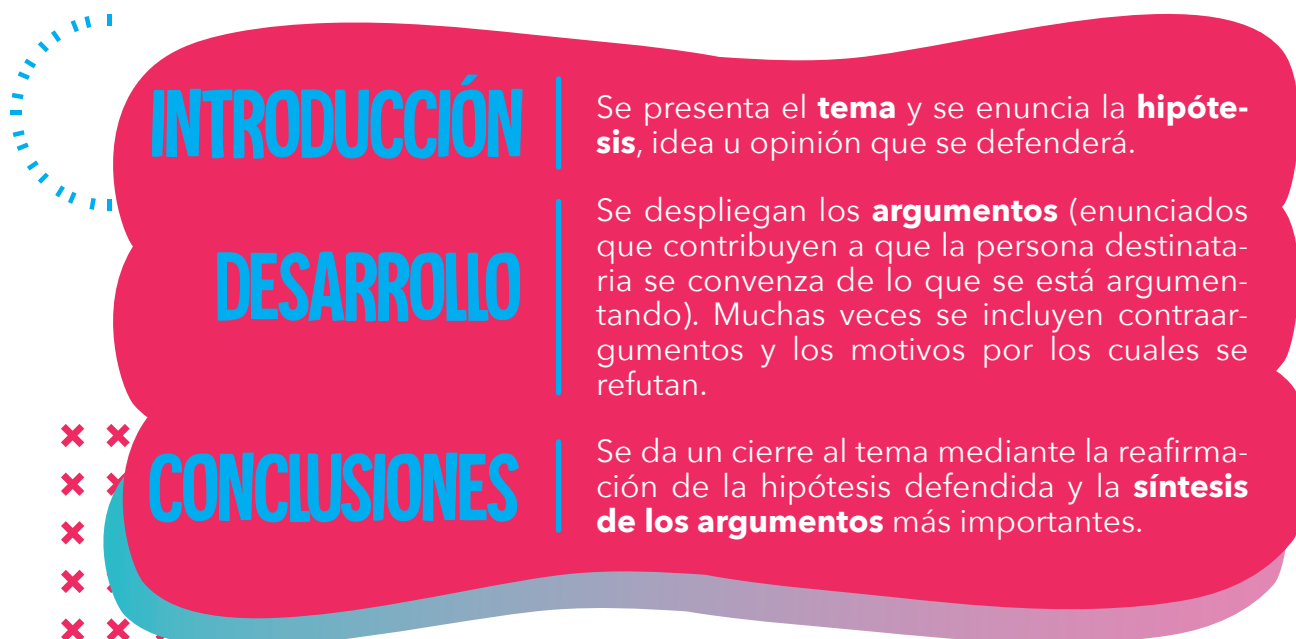 INTRODUCCIÓN
Se presenta el tema y se enuncia la hipóte-
sis, idea u opinión que se defenderá.
DESARROLLO
Se despliegan los argumentos (enunciados
que contribuyen a que la persona destinata-
ria se convenza de lo que se está argumen-
tando). Muchas veces se incluyen contraar-
gumentos y los motivos por los cuales se
refutan.
CONCLUSIONES
Se da un cierre al tema mediante la reafirma-
ción de la hipótesis defendida y la síntesis
de los argumentos más importantes.